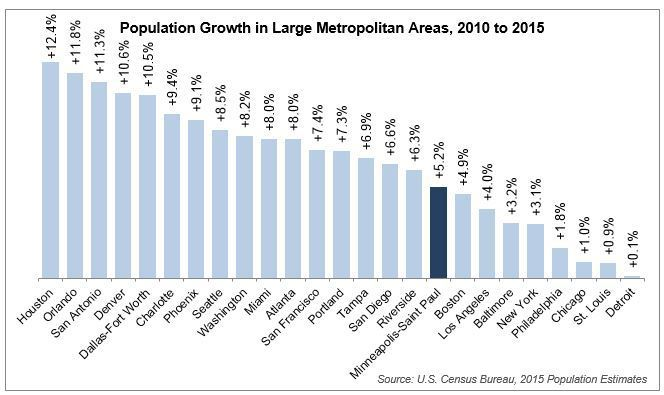 Population Growth in Large Metropolitan Areas, 2010 to 2015
+12.4%
+11.8%
+11.3%
+10.6%
+10.5%
+9.4%
+9.1%
+8.5%
+8.2%
+8.0%
+8.0%
+7.4%
+7.3%
+6.9%
+6.6%
+6.3%
+5.2%
+4.9%
+4.0%
+3.2%
+3.1%
+1.8%
+1.0%
+0.9%
+0.1%
Houston
Orlando
San Antonio
Denver
Dallas-Fort Worth
Charlotte
Phoenix
Seattle
Washington
Miami
Atlanta
San Francisco
Portland
Tampa
San Diego
Riverside
Minneapolis-Saint Paul
Boston
Los Angeles
Baltimore
New York
Philadelphia
Chicago
St. Louis
Detroit
Source: U.S. Census Bureau, 2015 Population Estimates